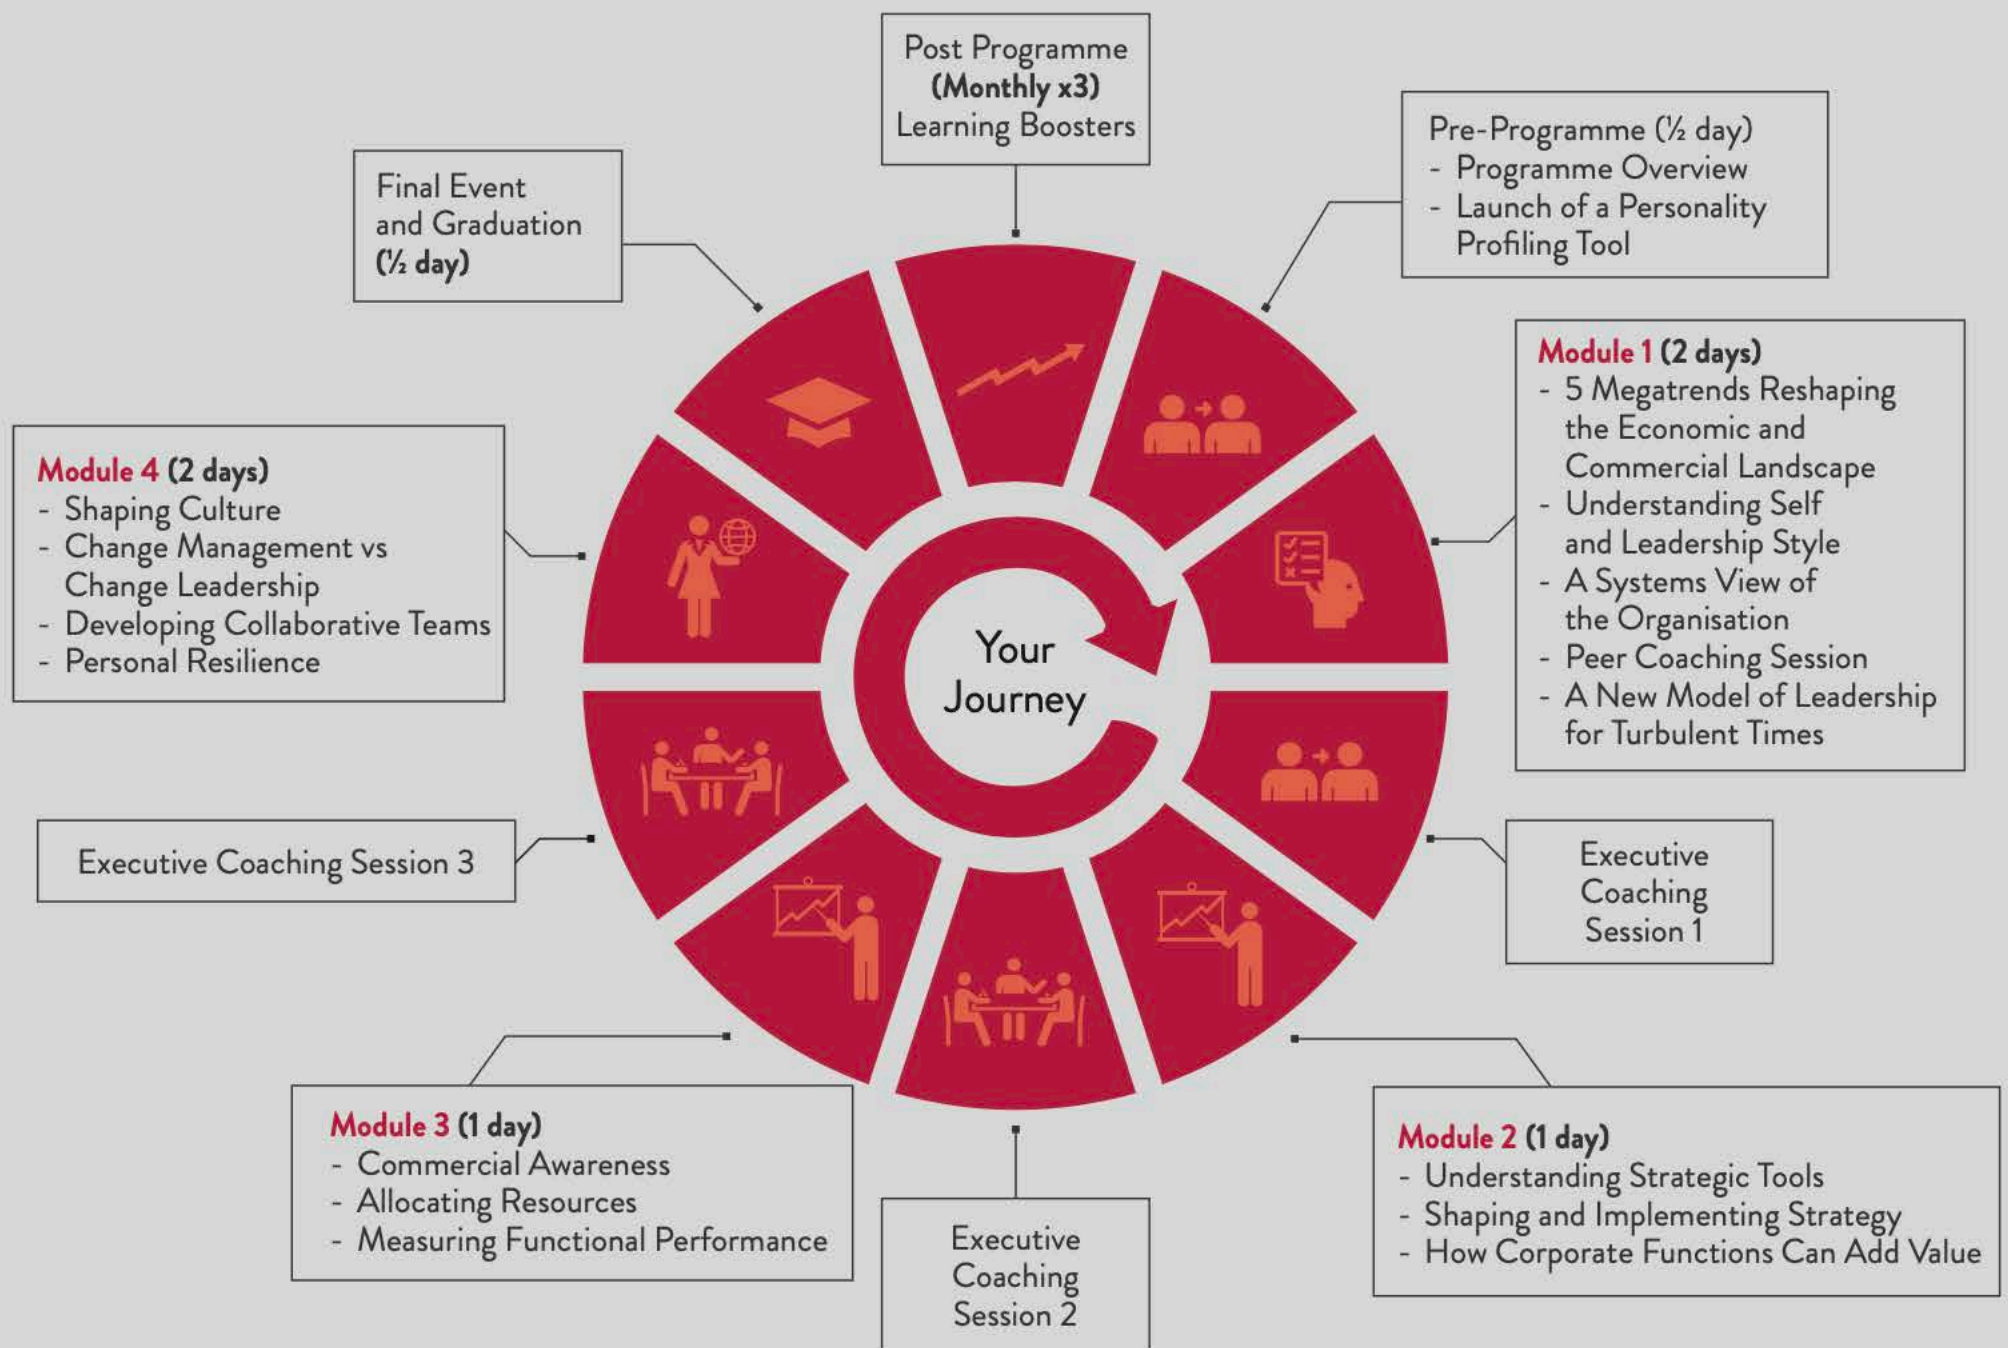 Post Programme
(Monthly x3)
Learning Boosters
Pre-Programme (½ day)
- Programme Overview
- Launch of a Personality
Profiling Tool
Module 1 (2 days)
- 5 Megatrends Reshaping
the Economic and
Commercial Landscape
- Understanding Self
and Leadership Style
- A Systems View of
the Organisation
- Peer Coaching Session
- A New Model of Leadership
for Turbulent Times
Executive
Coaching
Session 1
Module 2 (1 day)
- Understanding Strategic Tools
- Shaping and Implementing Strategy
- How Corporate Functions Can Add Value
Executive
Coaching
Session 2
Module 3 (1 day)
- Commercial Awareness
- Allocating Resources
- Measuring Functional Performance
Executive Coaching Session 3
Module 4 (2 days)
- Shaping Culture
- Change Management vs
Change Leadership
- Developing Collaborative Teams
- Personal Resilience
Final Event
and Graduation
(½ day)
Your
Journey